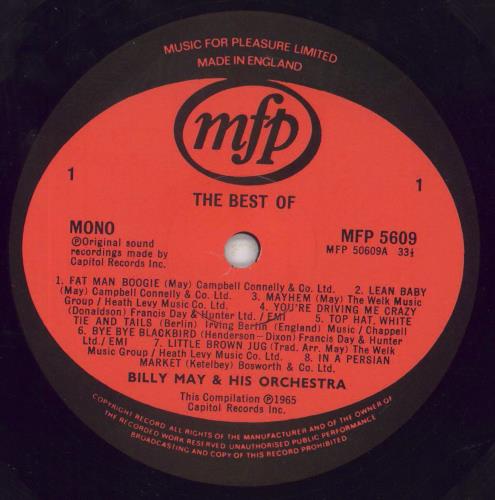 MUSIC FOR PLEASURE LIMITED
MADE IN ENGLAND
mfp
THE BEST OF
1
1
MONO
℗Original sound
recordings made by
Capitol Records Inc.
MFP 5609
MFP 50609A 33⅓
1. FAT MAN BOOGIE (May) Campbell Connelly & Co. Ltd. 2. LEAN BABY
(May) Campbell Connelly & Co. Ltd. 3. MAYHEM (May) The Welk Music
Group / Heath Levy Music Co. Ltd. 4. YOU'RE DRIVING ME CRAZY
(Donaldson) Francis Day & Hunter Ltd. / EMI 5. TOP HAT, WHITE
TIE AND TAILS (Berlin) Irving Berlin (England) Music / Chappell
6. BYE BYE BLACKBIRD (Henderson-Dixon) Francis Day & Hunter
Ltd./ EMI 7. LITTLE BROWN JUG (Trad. Arr. May) The Welk
Music Group / Heath Levy Music Co. Ltd. 8. IN A PERSIAN
MARKET (Ketelbey) Bosworth & Co. Ltd.
BILLY MAY & HIS ORCHESTRA
This Compilation ℗1965
Capitol Records Inc.
COPYRIGHT RECORD ALL RIGHTS OF THE MANUFACTURER AND OF THE OWNER OF
THE RECORDED WORK RESERVED UNAUTHORISED PUBLIC PERFORMANCE
BROADCASTING AND COPY OF THIS RECORD PROHIBITED